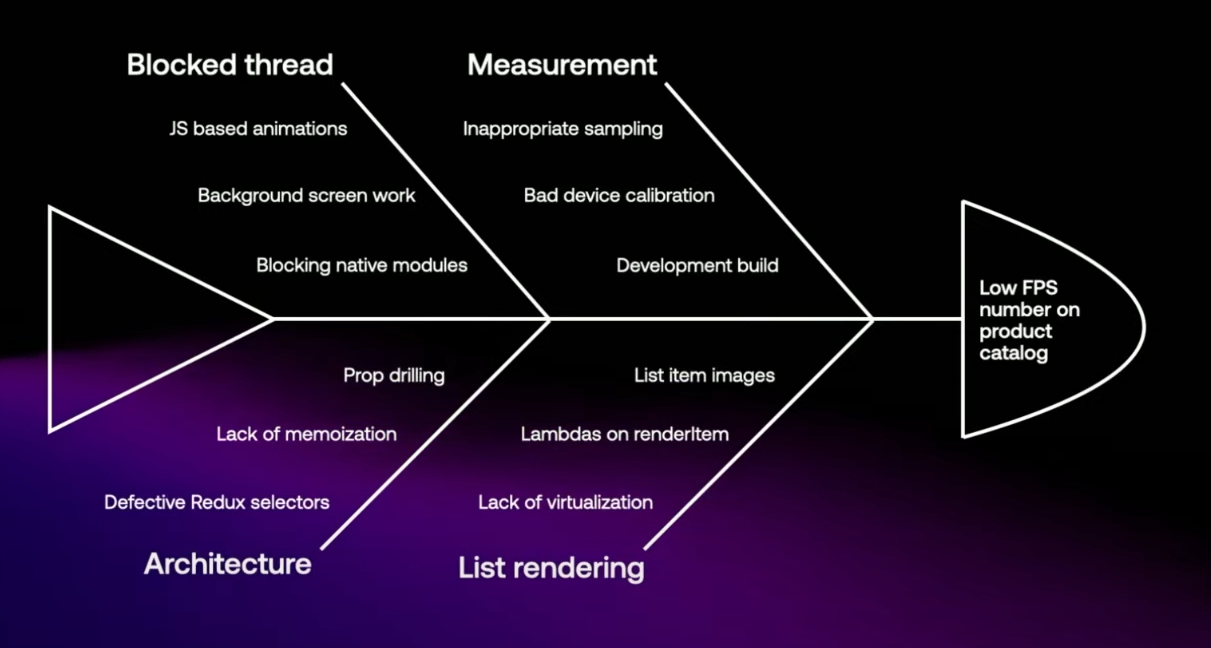 Blocked thread
JS based animations
Background screen work
Blocking native modules
Measurement
Inappropriate sampling
Bad device calibration
Development build
Prop drilling
Lack of memoization
Defective Redux selectors
Architecture
List item images
Lambdas on renderItem
Lack of virtualization
List rendering
Low FPS
number on
product
catalog